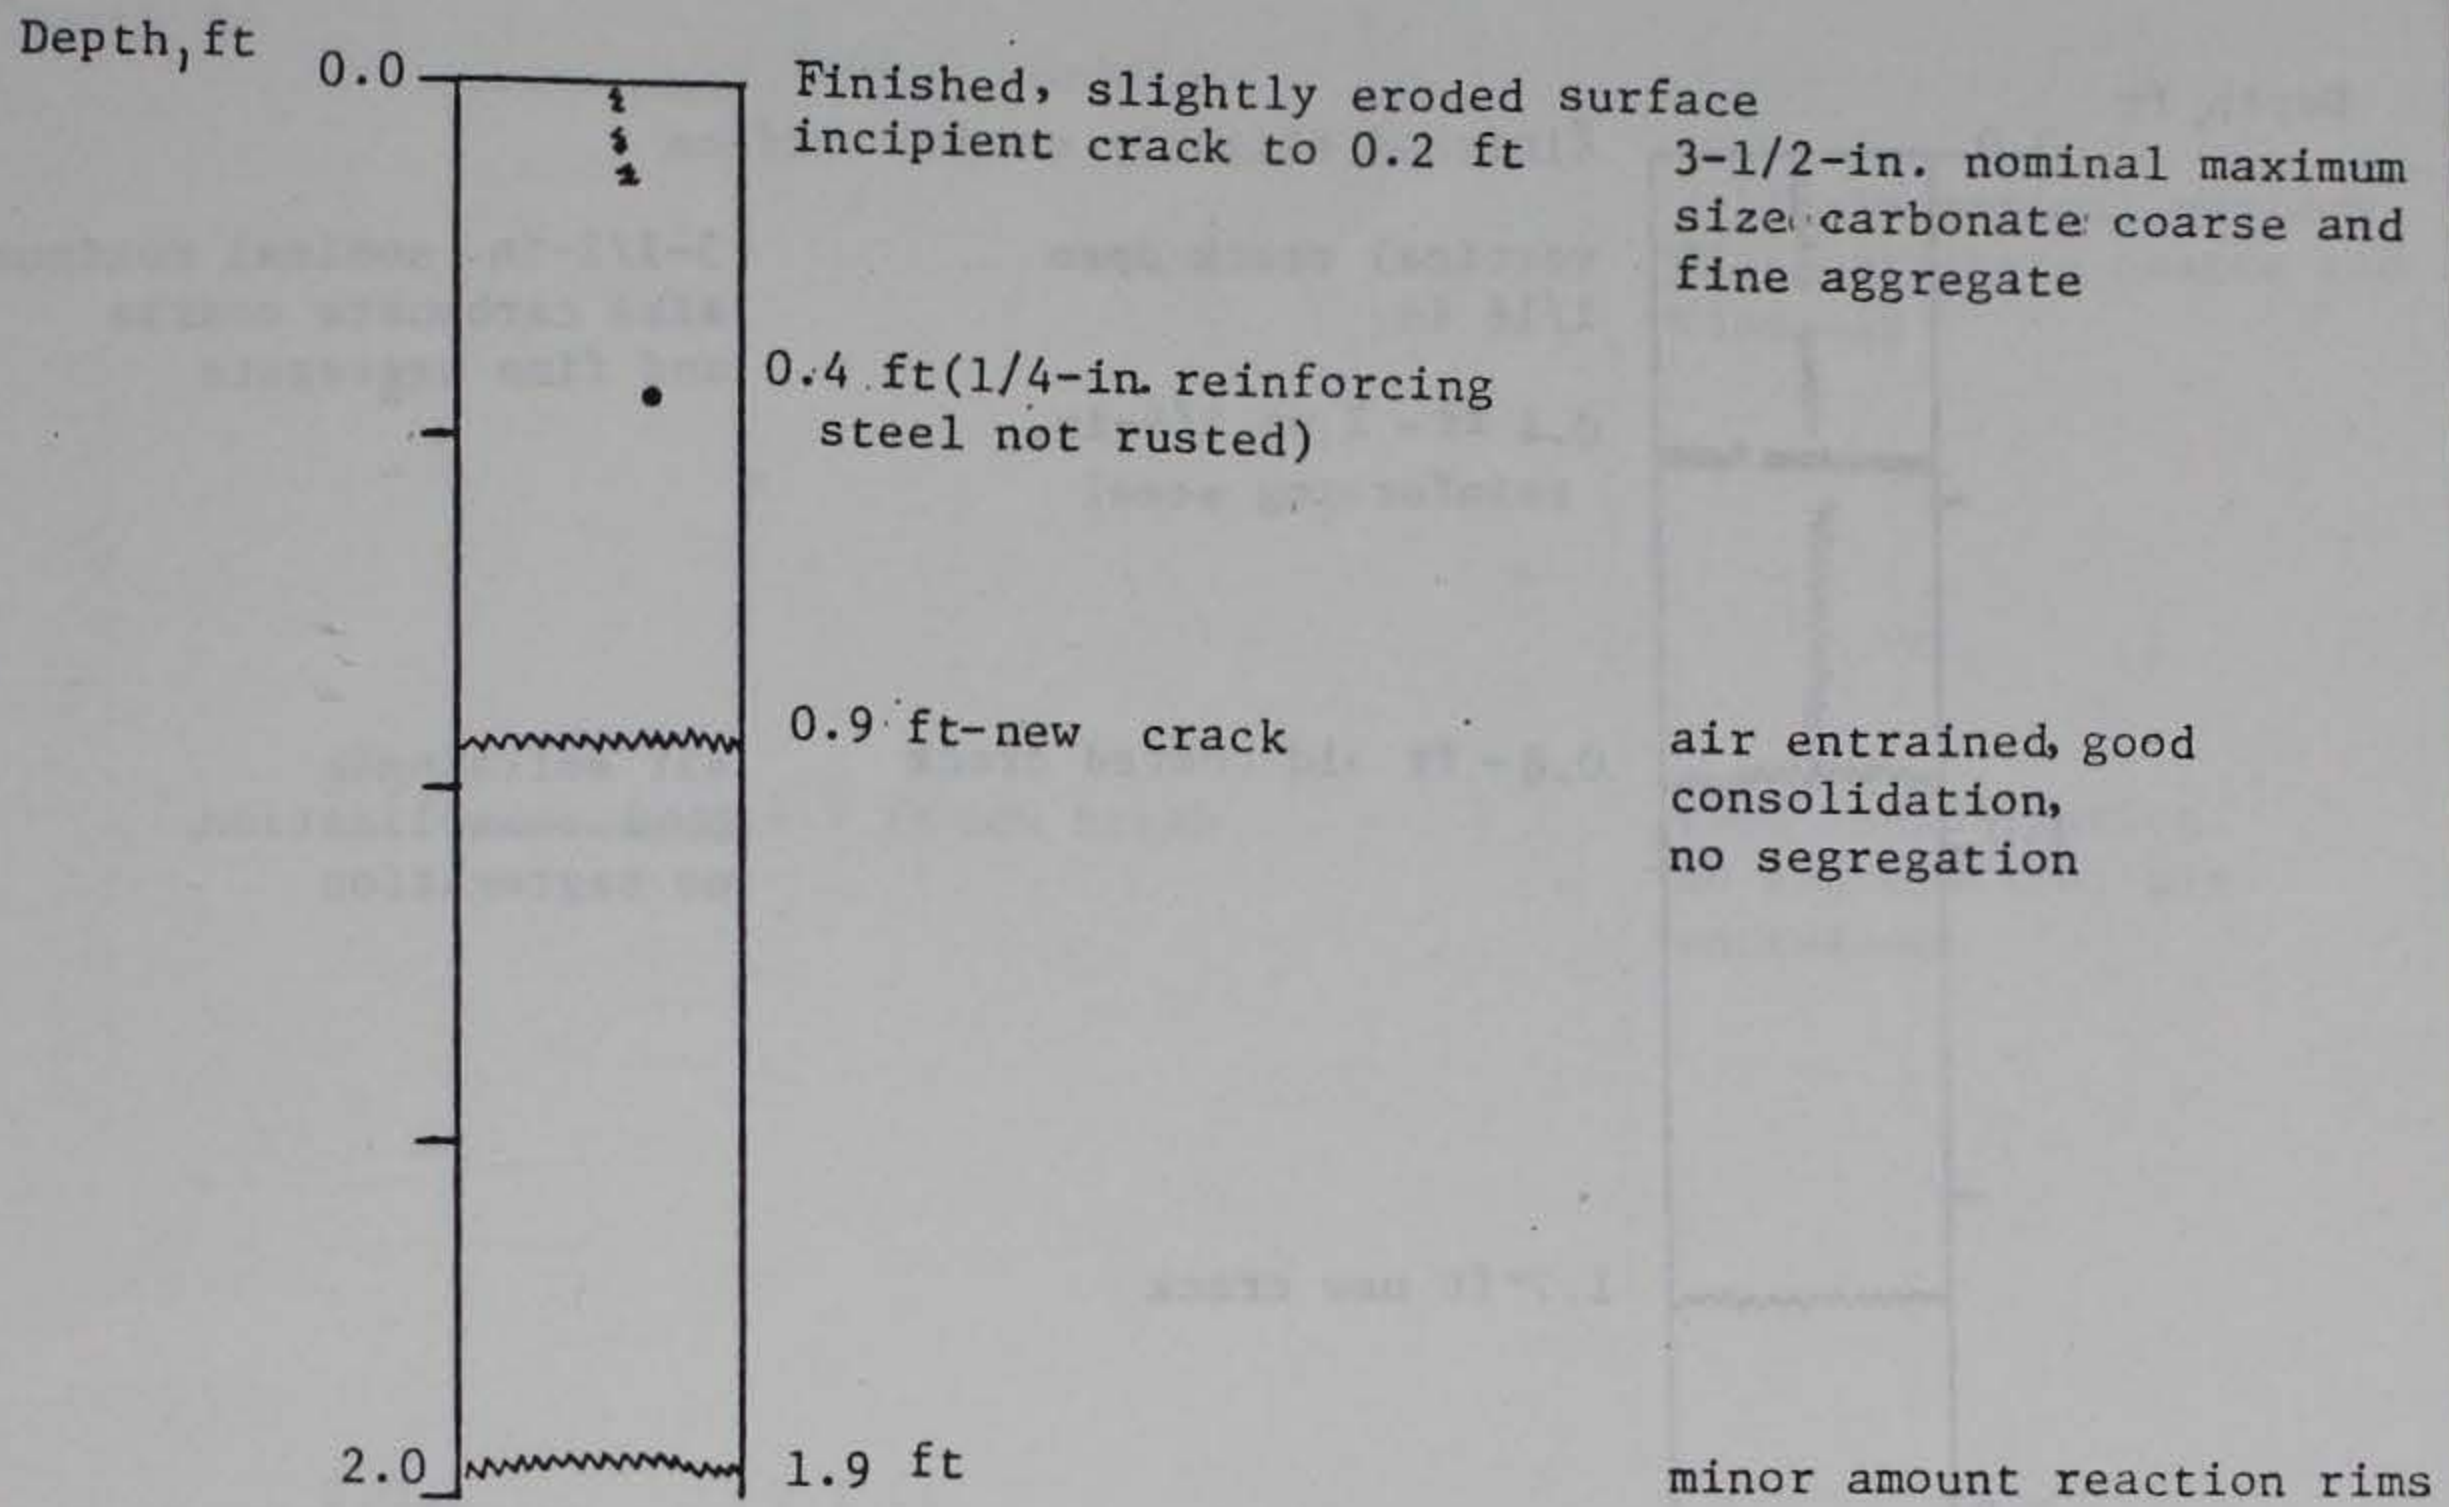 Depth, ft
0.0
Finished, slightly eroded surface
incipient crack to 0.2 ft
3-1/2-in. nominal maximum
size carbonate coarse and
fine aggregate
0.4 ft(1/4-in. reinforcing
steel not rusted)
0.9 ft-new crack
air entrained, good
consolidation,
no segregation
2.0
1.9 ft
minor amount reaction rims